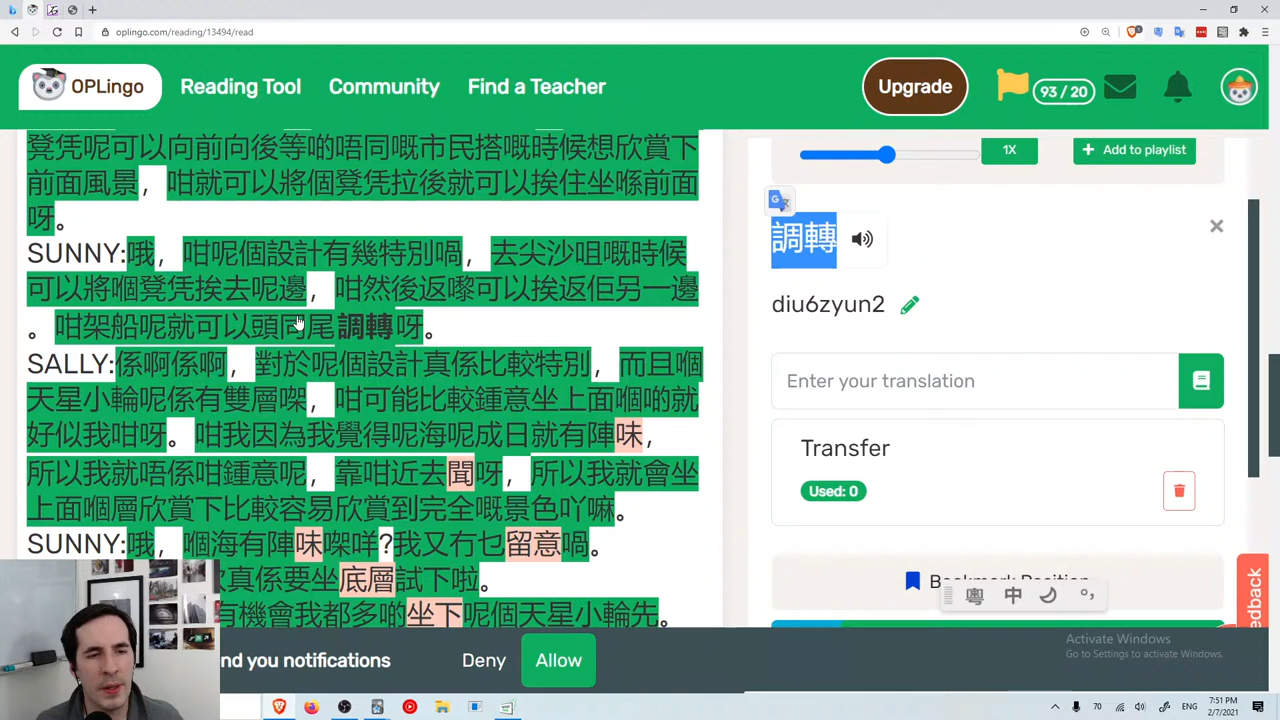 oplingo.com/reading/13494/read
OPLingo
Reading Tool
Community
Find a Teacher
Upgrade
93 / 20
凳凭呢可以向前向後等啲唔同嘅市民搭嘅時候想欣賞下
前面風景，咁就可以將個凳凭拉後就可以挨住坐喺前面
呀。
SUNNY:哦，咁呢個設計有幾特別喎，去尖沙咀嘅時候
可以將嗰凳凭挨去呢邊，咁然後返嚟可以挨返佢另一邊
。咁架船呢就可以頭同尾調轉呀。
SALLY:係啊係啊，對於呢個設計真係比較特別，而且嗰
天星小輪呢係有雙層㗎，咁可能比較鍾意坐上面嗰啲就
好似我咁呀。咁我因為我覺得呢海呢成日就有陣味，
所以我就唔係咁鍾意呢，靠咁近去聞呀，所以我就會坐
上面個層欣賞下比較容易欣賞到完全嘅景色吖嘛。
SUNNY:哦，嗰海有陣味㗎咩?我又冇乜留意喎。
真係要坐底層試下啦。
有機會我都多啲坐下呢個天星小輪先。
1X
+ Add to playlist
調轉
diu6zyun2
Enter your translation
Transfer
Used: 0
Bookmark Position
粵 中
edback
nd you notifications
Deny
Allow
Activate Windows
Go to Settings to activate Windows.
70
ENG
7:51 PM
2/7/2021